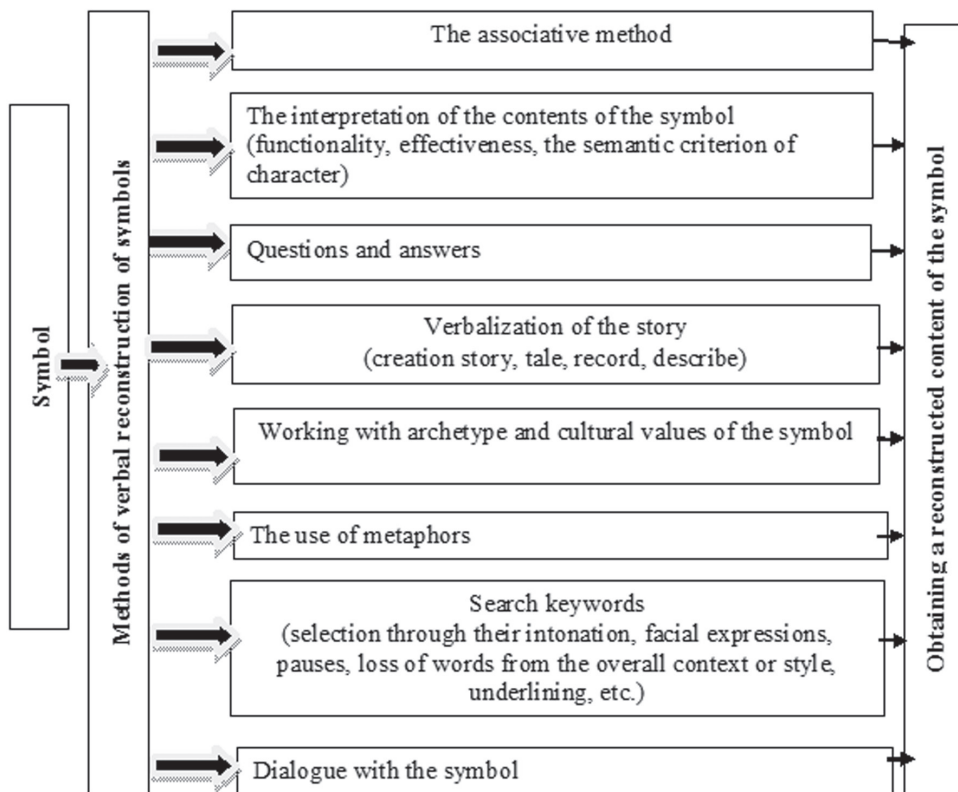 Symbol
Methods of verbal reconstruction of symbols
The associative method
The interpretation of the contents of the symbol
(functionality, effectiveness, the semantic criterion of
character)
Questions and answers
Verbalization of the story
(creation story, tale, record, describe)
Working with archetype and cultural values of the symbol
The use of metaphors
Search keywords
(selection through their intonation, facial expressions,
pauses, loss of words from the overall context or style,
underlining, etc.)
Dialogue with the symbol
Obtaining a reconstructed content of the symbol